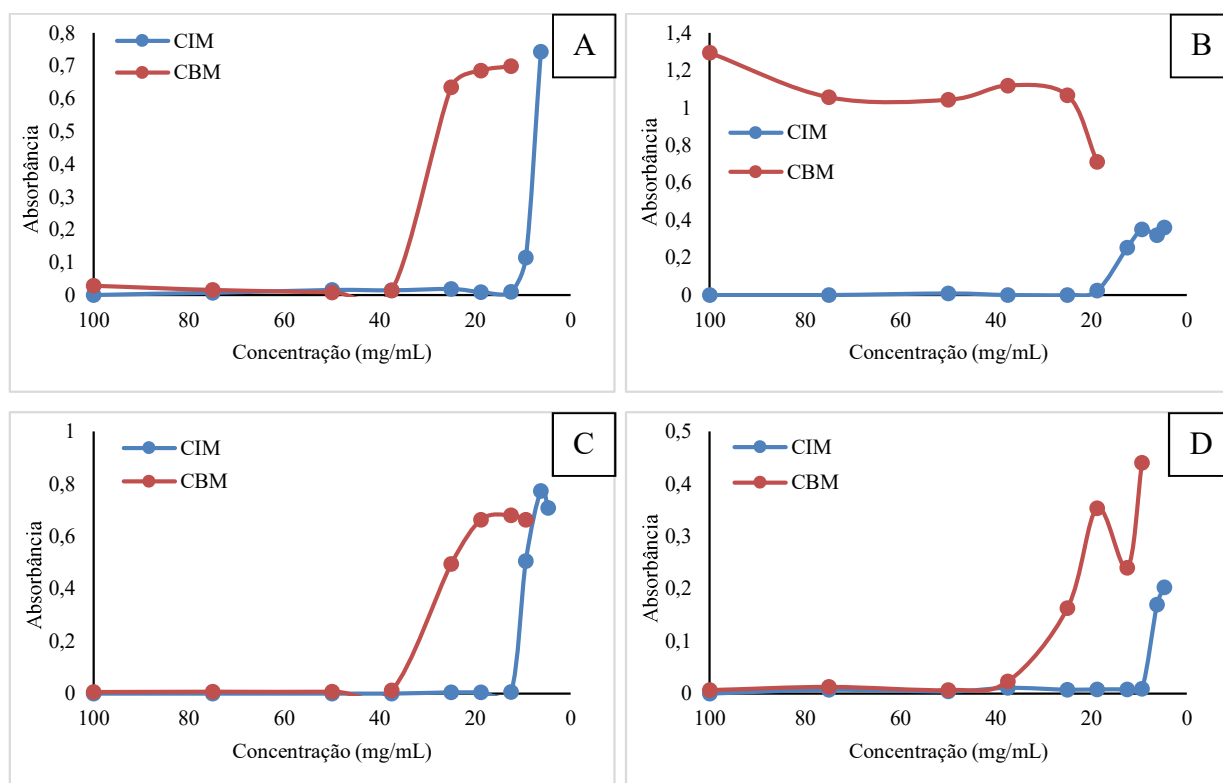 A
CIM
CBM
Absorbância
0,8
0,7
0,6
0,5
0,4
0,3
0,2
0,1
0
100 80 60 40 20 0
Concentração (mg/mL)
B
CIM
CBM
Absorbância
1,4
1,2
1
0,8
0,6
0,4
0,2
0
100 80 60 40 20 0
Concentração (mg/mL)
C
CIM
CBM
Absorbância
1
0,8
0,6
0,4
0,2
0
100 80 60 40 20 0
Concentração (mg/mL)
D
CIM
CBM
Absorbância
0,5
0,4
0,3
0,2
0,1
0
100 80 60 40 20 0
Concentração (mg/mL)